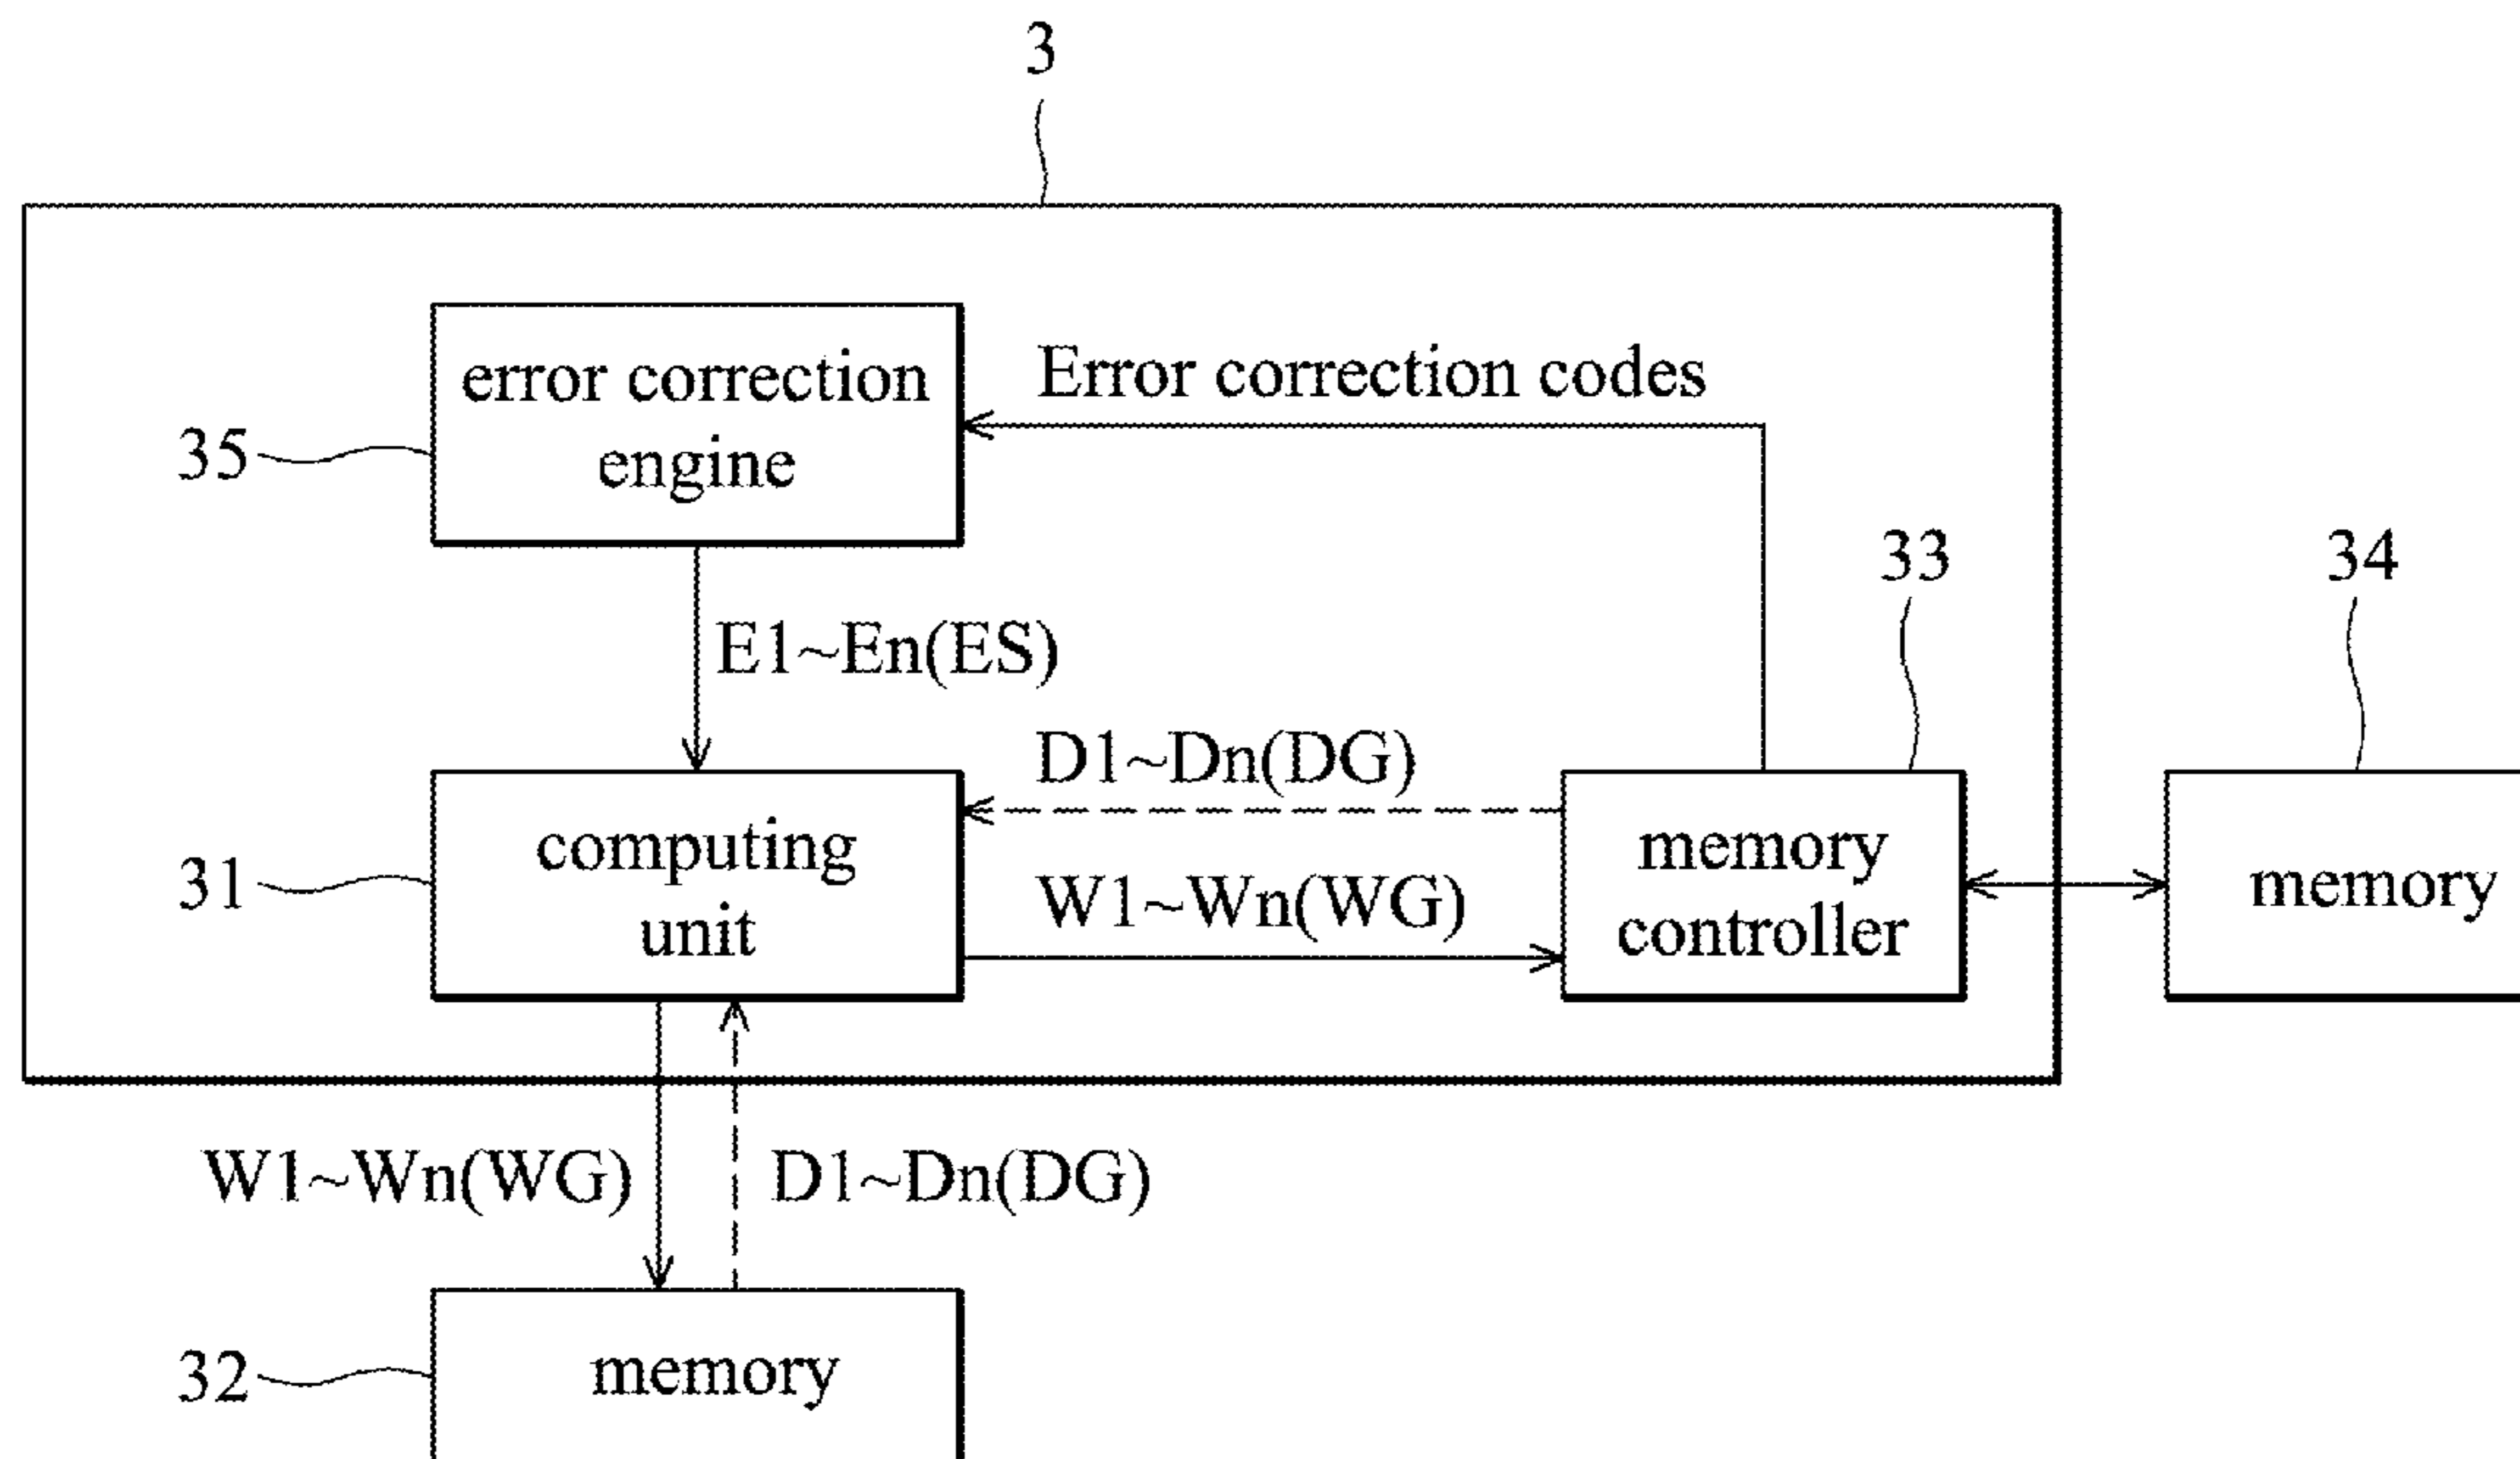 3
error correction
engine
Error correction codes
35
33
34
E1~En(ES)
D1~Dn(DG)
computing
unit
31
W1~Wn(WG)
memory
controller
memory
W1~Wn(WG)
D1~Dn(DG)
32
memory